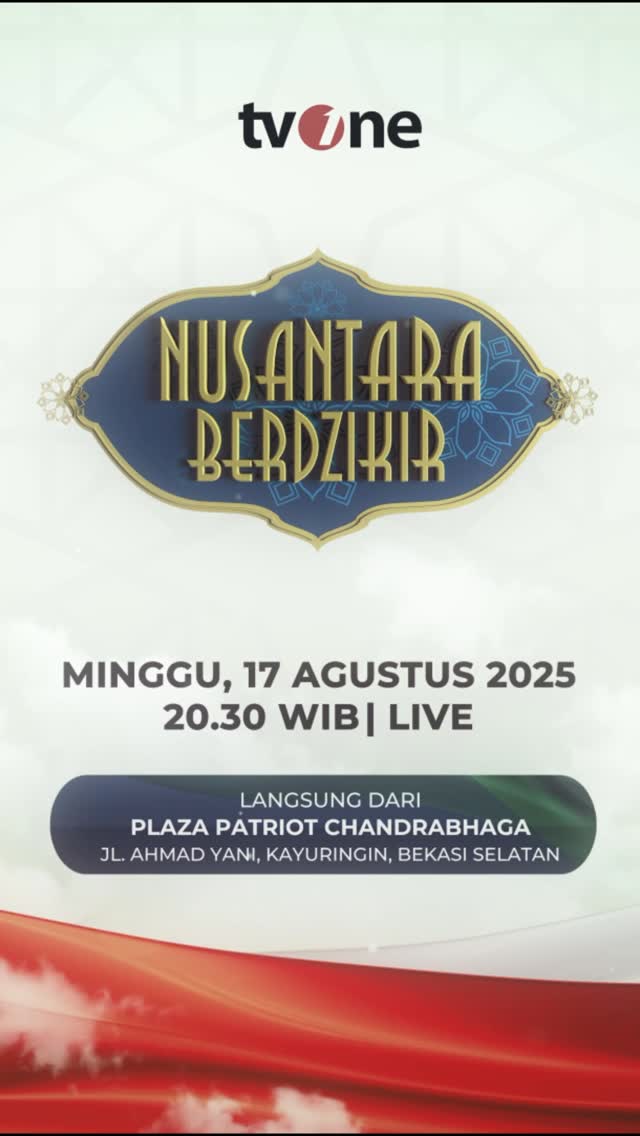 tvOne
NUSANTARA
BERDZIKIR
MINGGU, 17 AGUSTUS 2025
20.30 WIB | LIVE
LANGSUNG DARI
PLAZA PATRIOT CHANDRABHAGA
JL. AHMAD YANI, KAYURINGIN, BEKASI SELATAN